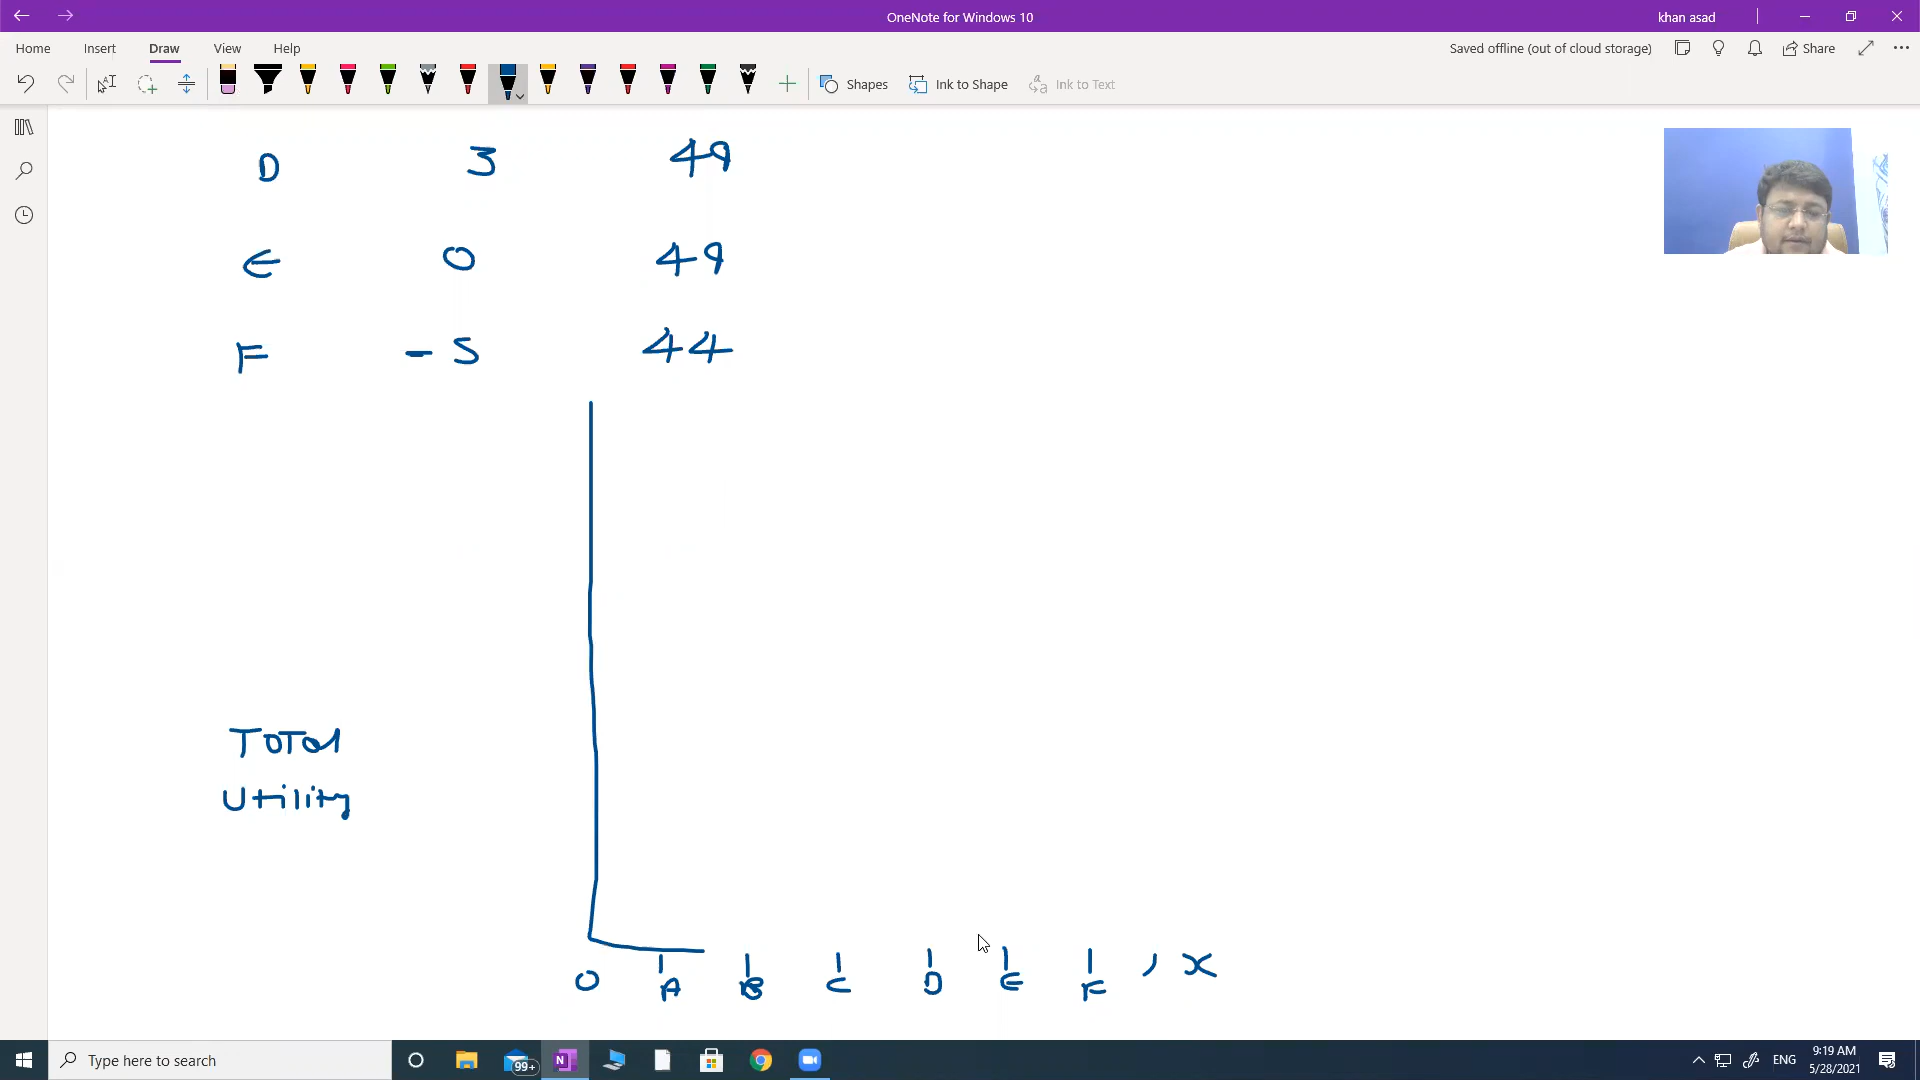 OneNote for Windows 10
khan asad
Home Insert Draw View Help
Saved offline (out of cloud storage)
Share
Shapes
Ink to Shape
Ink to Text
D 3 49
E 0 49
F - 5 44
Total
Utility
O A B C D E F , x
Type here to search
99+
ENG
9:19 AM
5/28/2021